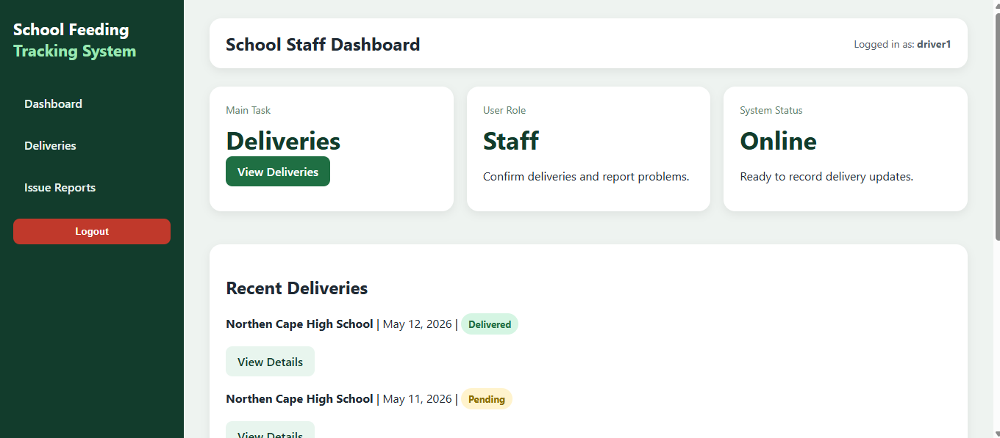 School Feeding
Tracking System
Dashboard
Deliveries
Issue Reports
Logout
School Staff Dashboard
Logged in as: driver1
Main Task
Deliveries
View Deliveries
User Role
Staff
Confirm deliveries and report problems.
System Status
Online
Ready to record delivery updates.
Recent Deliveries
Northen Cape High School | May 12, 2026 | Delivered
View Details
Northen Cape High School | May 11, 2026 | Pending
View Details